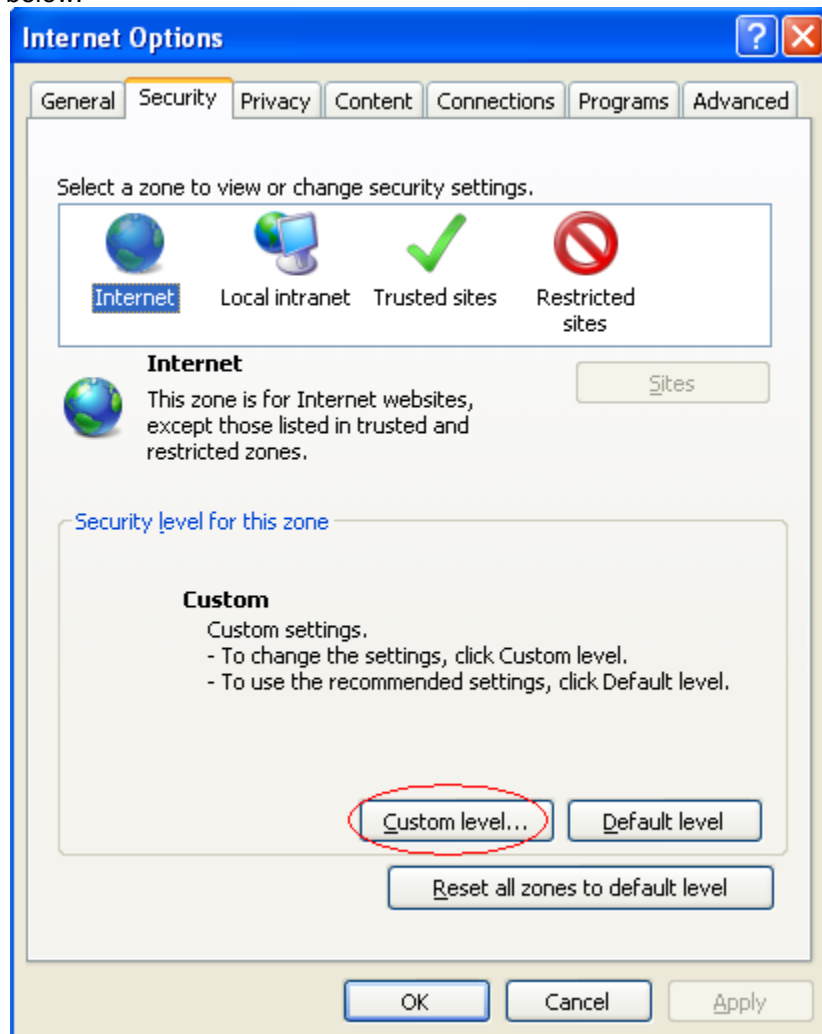 below.
Internet Options
General Security Privacy Content Connections Programs Advanced
Select a zone to view or change security settings.
Internet Local intranet Trusted sites Restricted
sites
Internet
Sites
This zone is for Internet websites,
except those listed in trusted and
restricted zones.
Security level for this zone
Custom
Custom settings.
- To change the settings, click Custom level.
- To use the recommended settings, click Default level.
Custom level... Default level
Reset all zones to default level
OK Cancel Apply